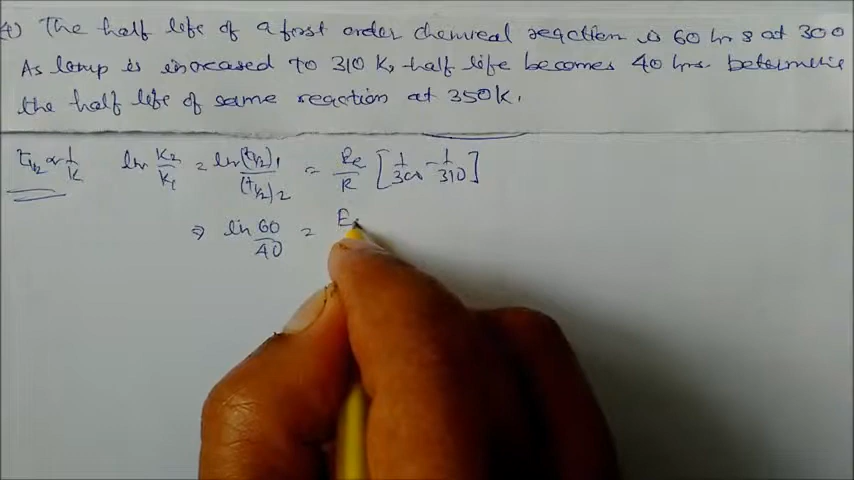 4) The half life of a first order chemical reaction is 60 hrs at 300
As temp is increased to 310 K, half life becomes 40 hrs. Determine
the half life of same reaction at 350K.
t½ ∝ 1/K ln K2/K1 = ln (t½)1/(t½)2 = Ea/R [1/300 - 1/310]
⇒ ln 60/40 = E